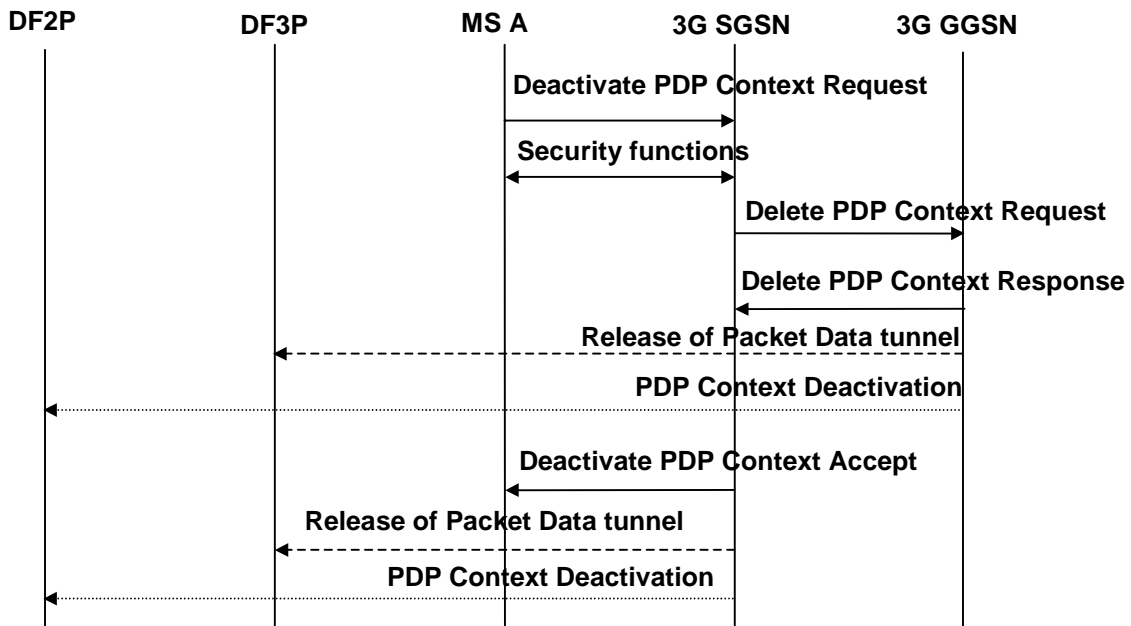 DF2P
DF3P
MS A
3G SGSN
3G GGSN
Deactivate PDP Context Request
Security functions
Delete PDP Context Request
Delete PDP Context Response
Release of Packet Data tunnel
PDP Context Deactivation
Deactivate PDP Context Accept
Release of Packet Data tunnel
PDP Context Deactivation